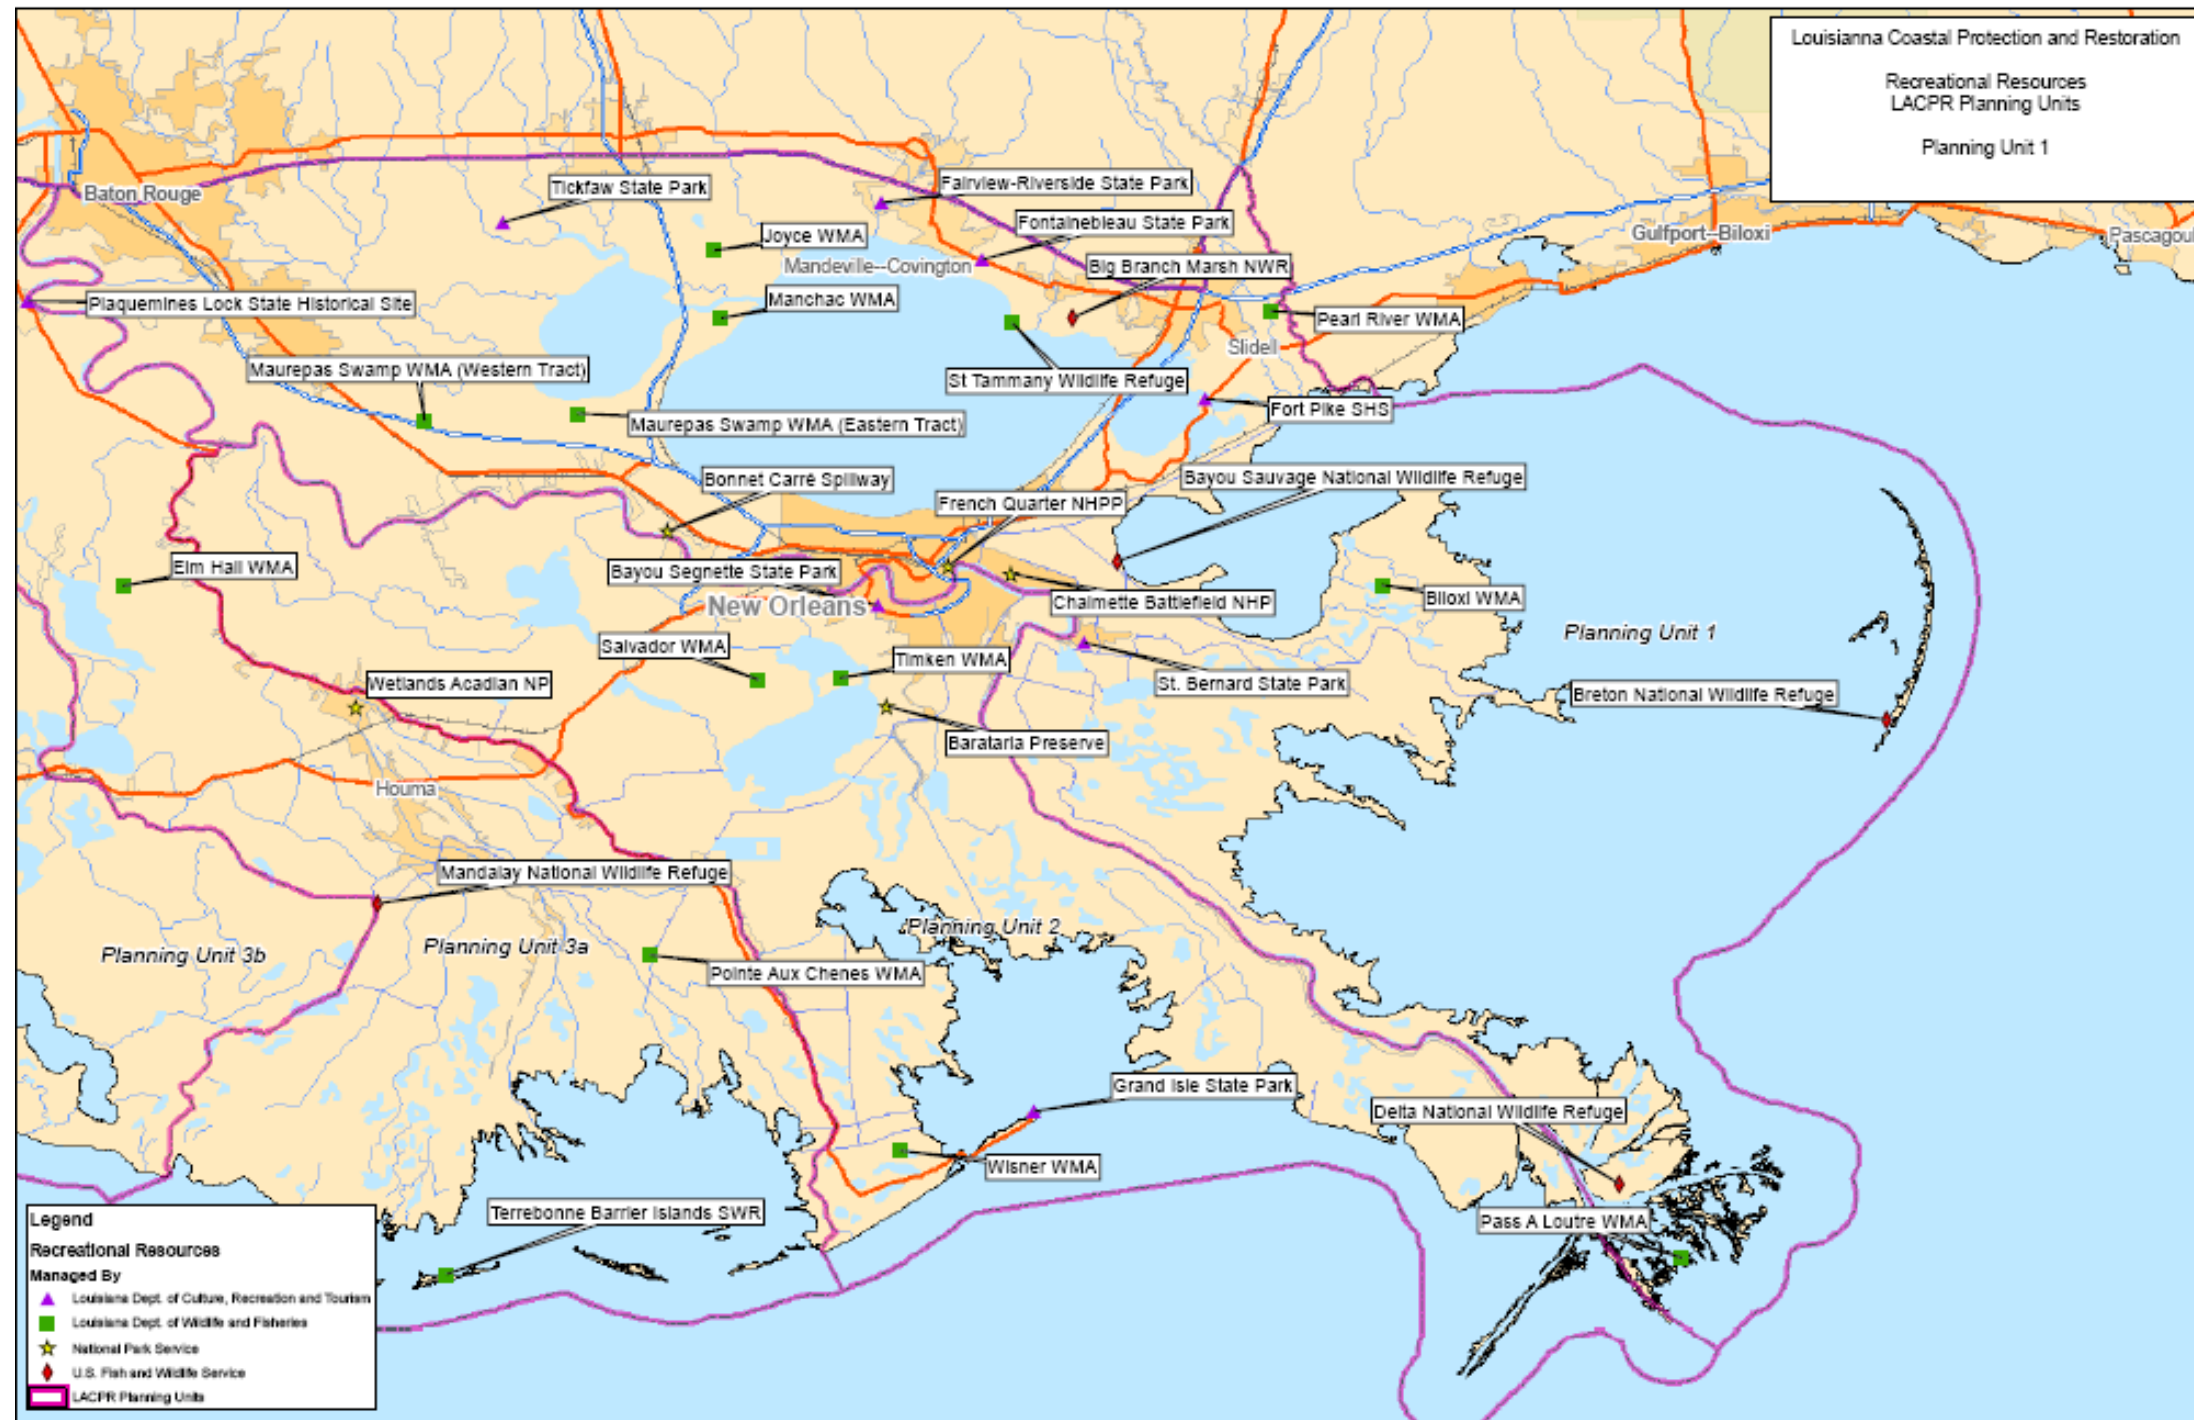 Louisianna Coastal Protection and Restoration
Recreational Resources
LACPR Planning Units
Planning Unit 1
Baton Rouge
Tickfaw State Park
Fairview-Riverside State Park
Fontainebleau State Park
Joyce WMA
Mandeville--Covington
Big Branch Marsh NWR
Gulfport--Biloxi
Pascagoul
Plaquemines Lock State Historical Site
Manchac WMA
Pearl River WMA
Slidell
Maurepas Swamp WMA (Western Tract)
St Tammany Wildlife Refuge
Fort Pike SHS
Maurepas Swamp WMA (Eastern Tract)
Bonnet Carré Spillway
Bayou Sauvage National Wildlife Refuge
French Quarter NHPP
Elm Hall WMA
Bayou Segnette State Park
New Orleans
Chalmette Battlefield NHP
Biloxi WMA
Planning Unit 1
Salvador WMA
Timken WMA
Wetlands Acadian NP
St. Bernard State Park
Breton National Wildlife Refuge
Barataria Preserve
Houma
Mandalay National Wildlife Refuge
Planning Unit 3b
Planning Unit 3a
Planning Unit 2
Pointe Aux Chenes WMA
Grand Isle State Park
Delta National Wildlife Refuge
Wisner WMA
Terrebonne Barrier Islands SWR
Pass A Loutre WMA
Legend
Recreational Resources
Managed By
Louisiana Dept. of Culture, Recreation and Tourism
Louisiana Dept. of Wildlife and Fisheries
National Park Service
U.S. Fish and Wildlife Service
LACPR Planning Units